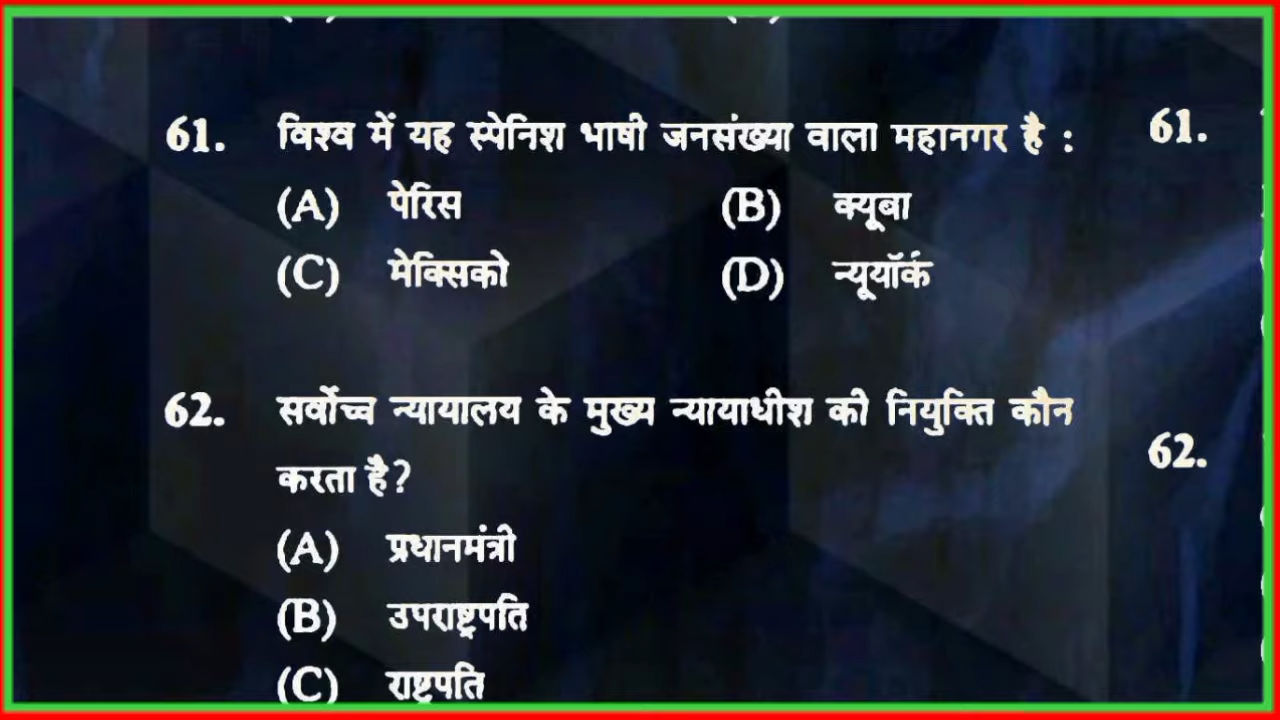 61. विश्व में यह स्पेनिश भाषी जनसंख्या वाला महानगर है : 61.
(A) पेरिस (B) क्यूबा
(C) मेक्सिको (D) न्यूयॉर्क
62. सर्वोच्च न्यायालय के मुख्य न्यायाधीश की नियुक्ति कौन
करता है? 62.
(A) प्रधानमंत्री
(B) उपराष्ट्रपति
(C) राष्ट्रपति